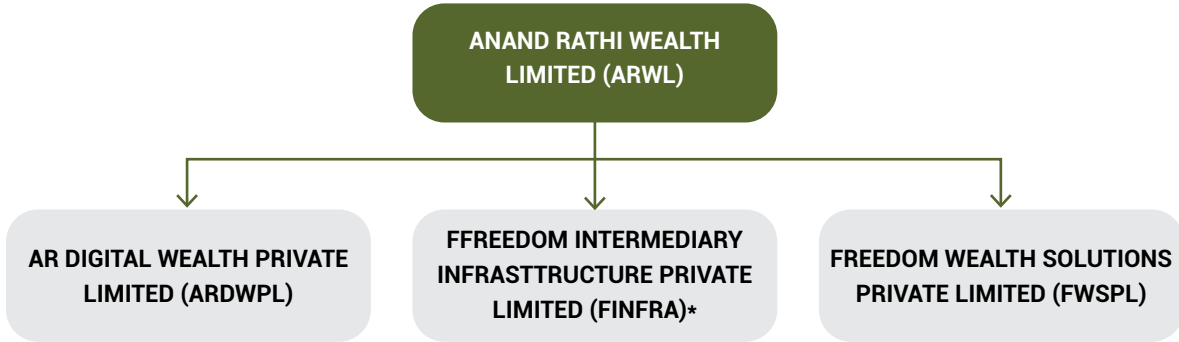 ANAND RATHI WEALTH
LIMITED (ARWL)
AR DIGITAL WEALTH PRIVATE
LIMITED (ARDWPL)
FFREEDOM INTERMEDIARY
INFRASTTRUCTURE PRIVATE
LIMITED (FINFRA)*
FREEDOM WEALTH SOLUTIONS
PRIVATE LIMITED (FWSPL)